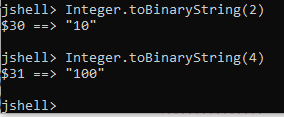 jshell> Integer.toBinaryString(2)
$30 ==> "10"
jshell> Integer.toBinaryString(4)
$31 ==> "100"
jshell>